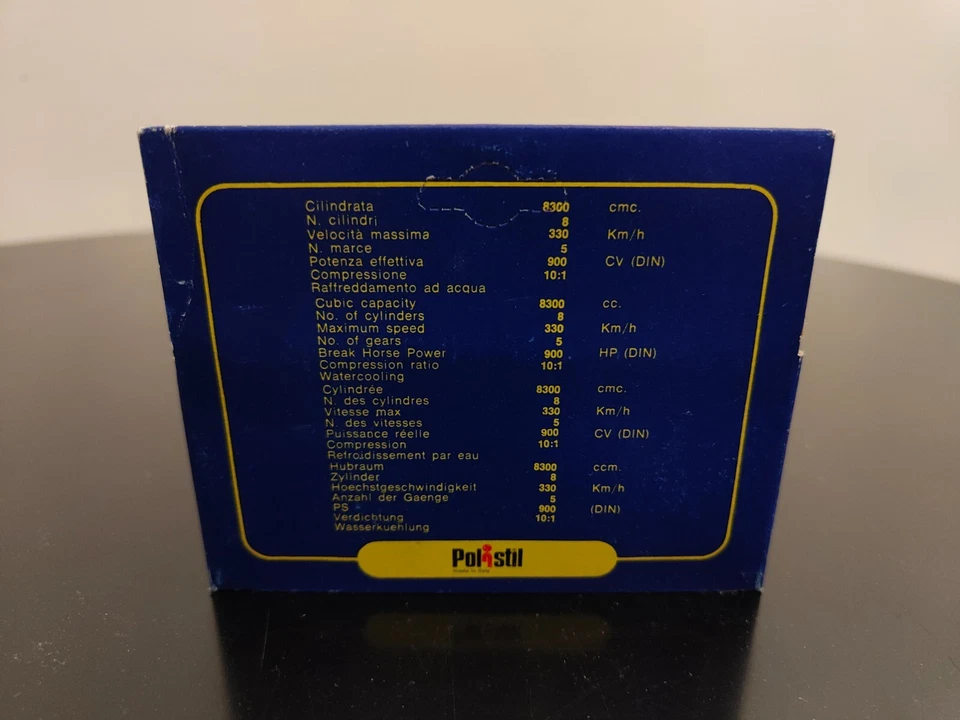 Cilindrata 8300 cmc.
N. cilindri 8
Velocità massima 330 Km/h
N. marce 5
Potenza effettiva 900 CV (DIN)
Compressione 10:1
Raffreddamento ad acqua
Cubic capacity 8300 cc.
No. of cylinders 8
Maximum speed 330 Km/h
No. of gears 5
Break Horse Power 900 HP (DIN)
Compression ratio 10:1
Watercooling
Cylindrée 8300 cmc.
N. des cylindres 8
Vitesse max 330 Km/h
N. des vitesses 5
Puissance réelle 900 CV (DIN)
Compression 10:1
Refroidissement par eau
Hubraum 8300 ccm.
Zylinder 8
Hoechstgeschwindigkeit 330 Km/h
Anzahl der Gaenge 5
PS 900 (DIN)
Verdichtung 10:1
Wasserkuehlung
Polistil
Made in Italy